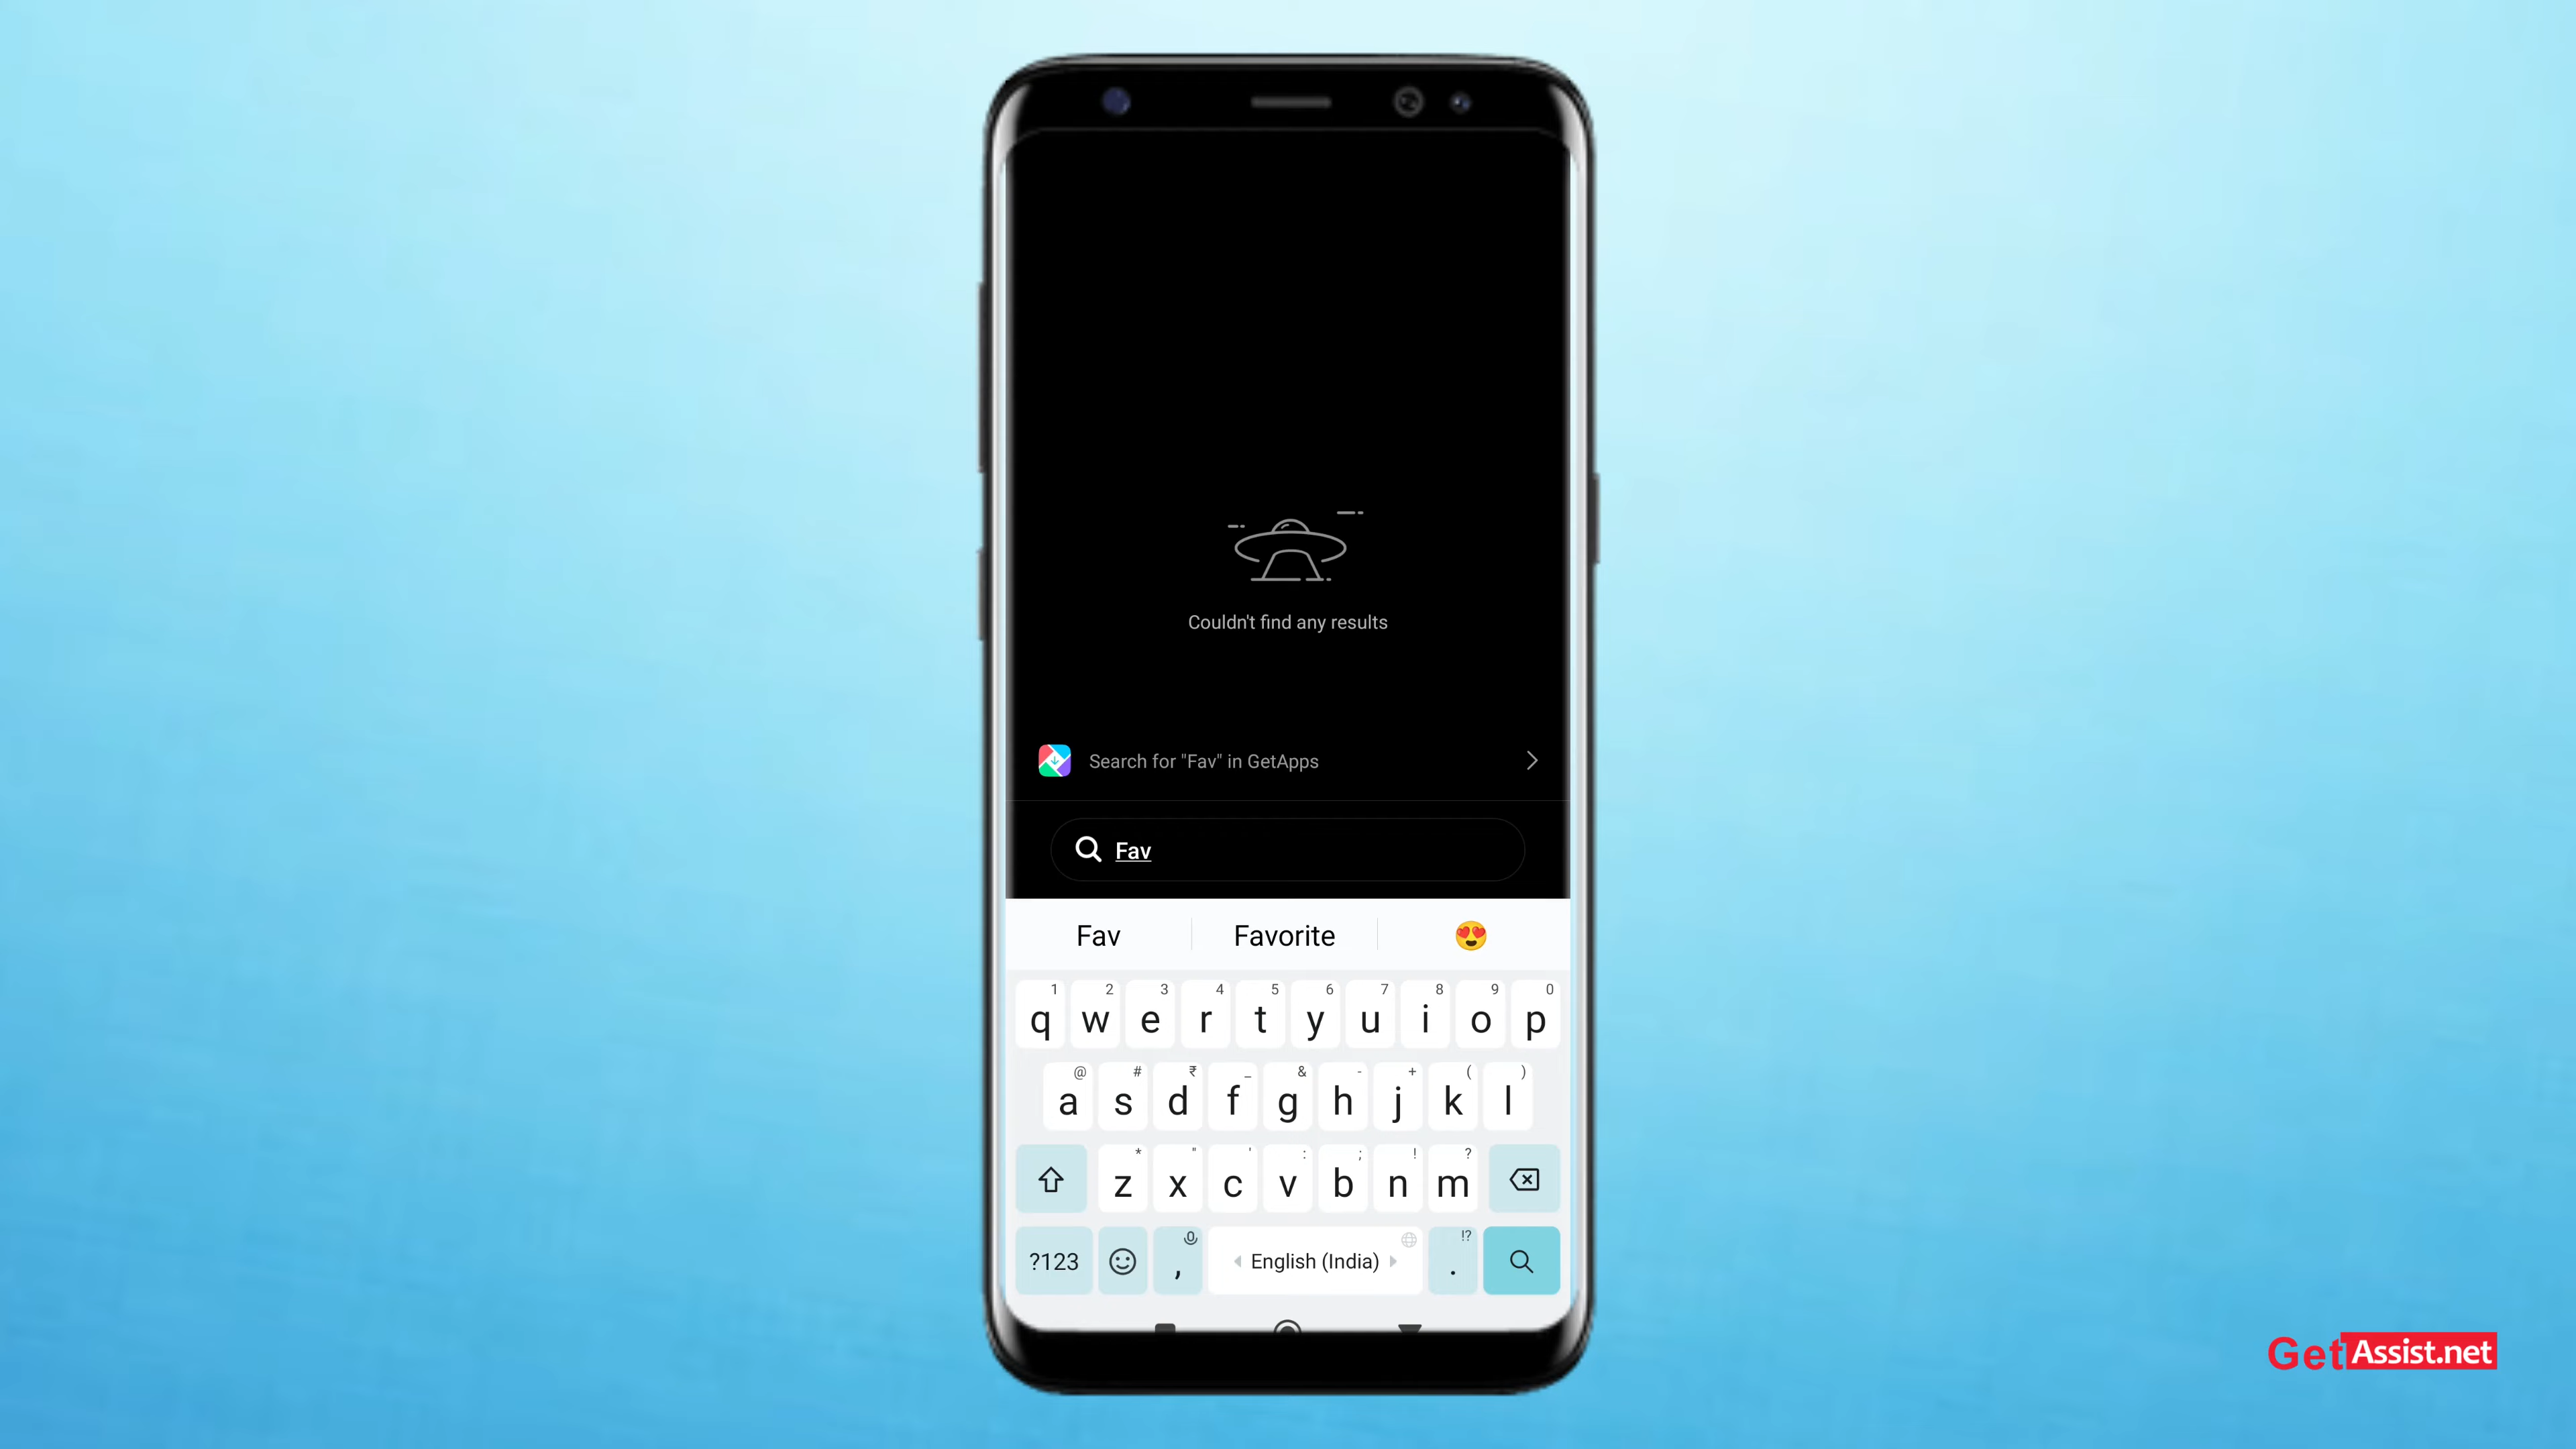 Couldn't find any results
Search for "Fav" in GetApps
Fav
Fav Favorite 😍
1 2 3 4 5 6 7 8 9 0
q w e r t y u i o p
@ # ₹ _ & - + ( )
a s d f g h j k l
* " ' : ; ! ?
z x c v b n m
!?
?123 , English (India) .
GetAssist.net